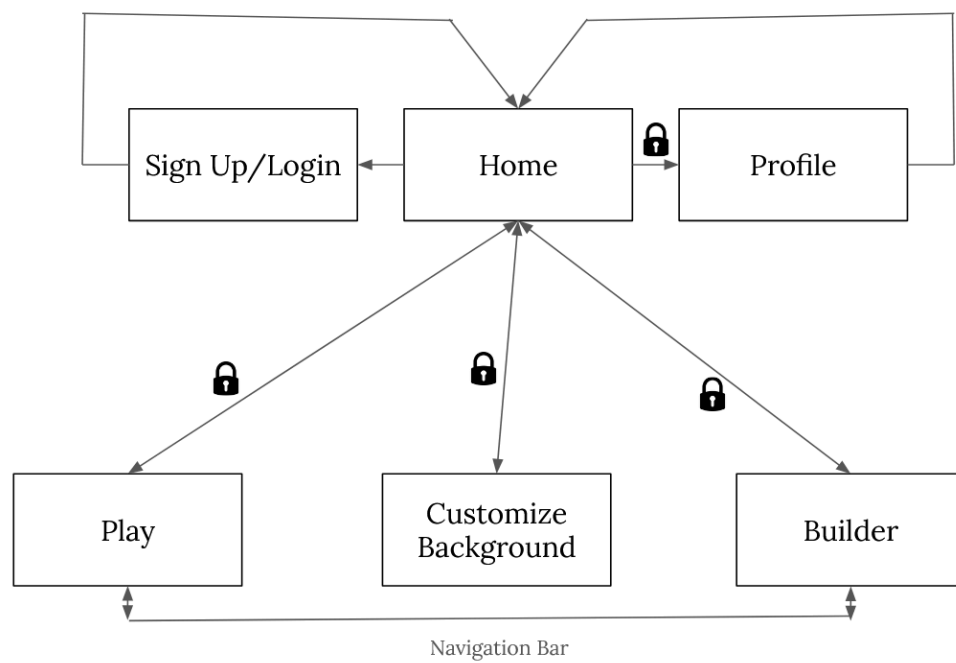 Sign Up/Login
Home
Profile
Play
Customize
Background
Builder
Navigation Bar